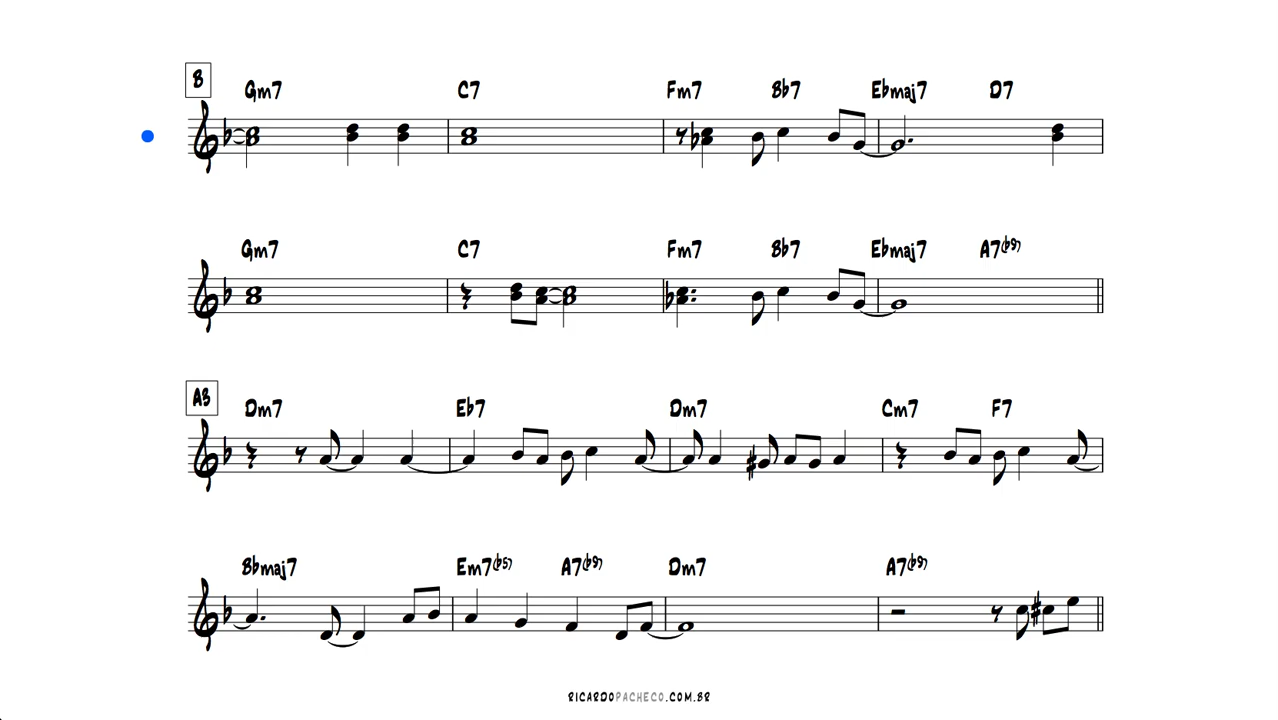 B
Gm7 C7 Fm7 Bb7 Ebmaj7 D7
Gm7 C7 Fm7 Bb7 Ebmaj7 A7(b9)
A3
Dm7 Eb7 Dm7 Cm7 F7
Bbmaj7 Em7(b5) A7(b9) Dm7 A7(b9)
RICARDOPACHECO.COM.BR